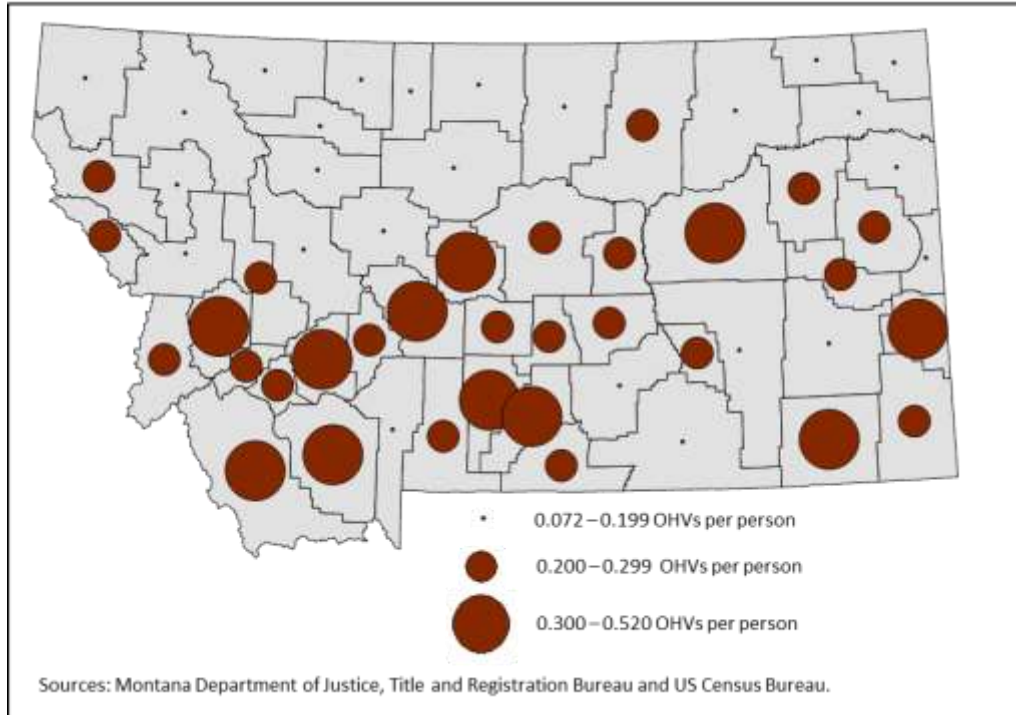 0.072 – 0.199 OHVs per person
0.200 – 0.299 OHVs per person
0.300 – 0.520 OHVs per person
Sources: Montana Department of Justice, Title and Registration Bureau and US Census Bureau.